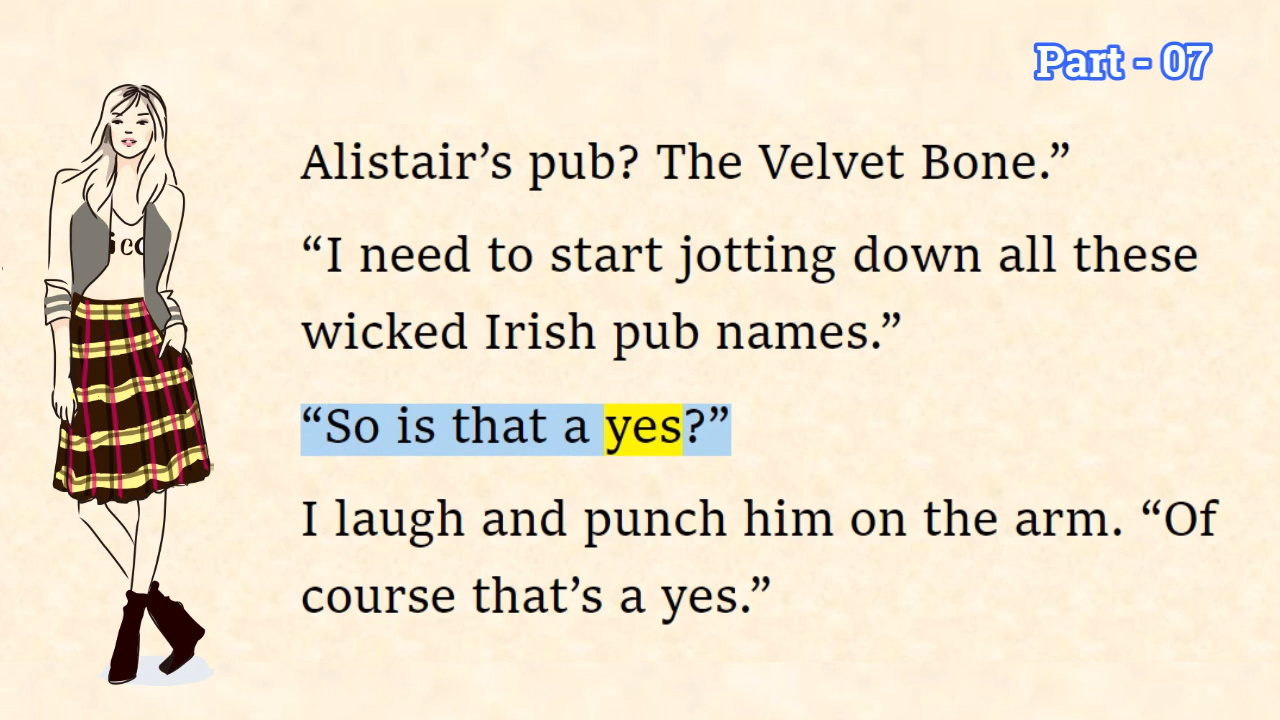 Part - 07
Alistair’s pub? The Velvet Bone.”
“I need to start jotting down all these
wicked Irish pub names.”
“So is that a yes?”
I laugh and punch him on the arm. “Of
course that’s a yes.”